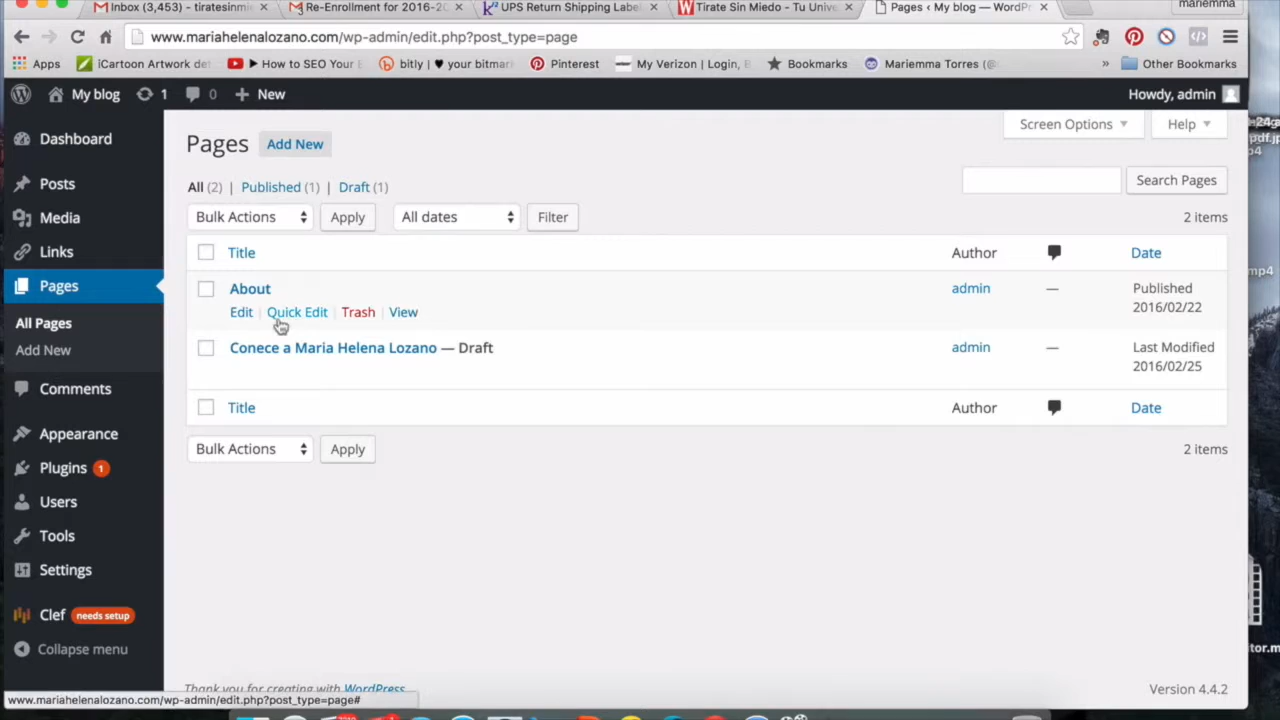 Inbox (3,453) – tiratesinmie
Re-Enrollment for 2016-20
UPS Return Shipping Label
Tirate Sin Miedo - Tu Unive
Pages ‹ My blog — WordPr
mariemma
www.mariahelenalozano.com/wp-admin/edit.php?post_type=page
Apps
iCartoon Artwork det
How to SEO Your E
bitly | ♥ your bitmar
Pinterest
My Verizon | Login, B
Bookmarks
Mariemma Torres (@
»
Other Bookmarks
My blog
1
0
+ New
Howdy, admin
Dashboard
Posts
Media
Links
Pages
All Pages
Add New
Comments
Appearance
Plugins 1
Users
Tools
Settings
Clef needs setup
Collapse menu
Pages Add New
Screen Options
Help
All (2) | Published (1) | Draft (1)
Search Pages
Bulk Actions Apply All dates Filter 2 items
Title Author Date
About admin — Published
2016/02/22
Edit | Quick Edit | Trash | View
Conece a Maria Helena Lozano — Draft admin — Last Modified
2016/02/25
Title Author Date
Bulk Actions Apply 2 items
Thank you for creating with WordPress
Version 4.4.2
www.mariahelenalozano.com/wp-admin/edit.php?post_type=page#
pdf.jp
mp4
tor.m